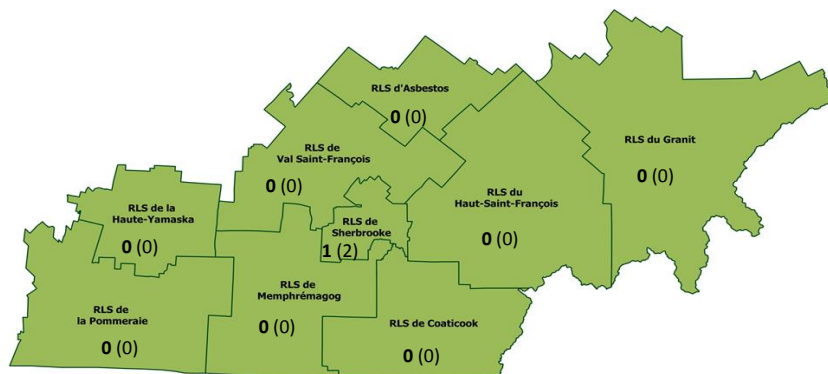 RLS d'Asbestos
0 (0)
RLS du Granit
0 (0)
RLS de
Val Saint-François
0 (0)
RLS du
Haut-Saint-François
0 (0)
RLS de la
Haute-Yamaska
0 (0)
RLS de
Sherbrooke
1 (2)
RLS de
Memphrémagog
0 (0)
RLS de
la Pommeraie
0 (0)
RLS de Coaticook
0 (0)